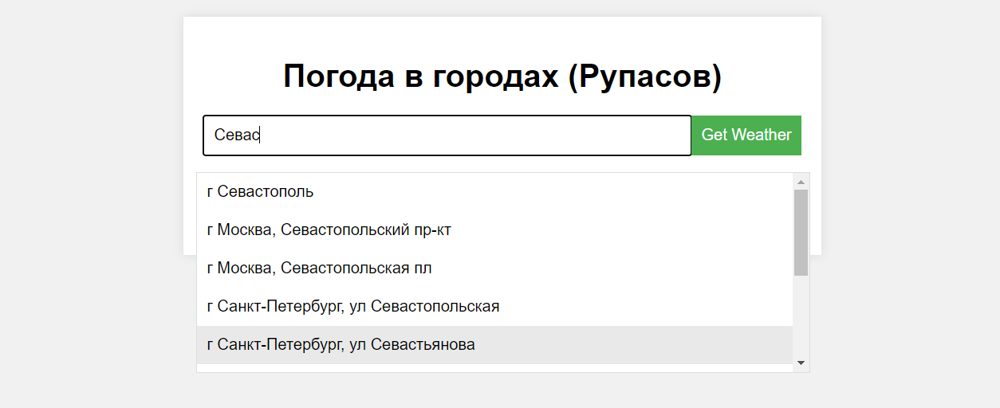 Погода в городах (Рупасов)
Севас
Get Weather
г Севастополь
г Москва, Севастопольский пр-кт
г Москва, Севастопольская пл
г Санкт-Петербург, ул Севастопольская
г Санкт-Петербург, ул Севастьянова